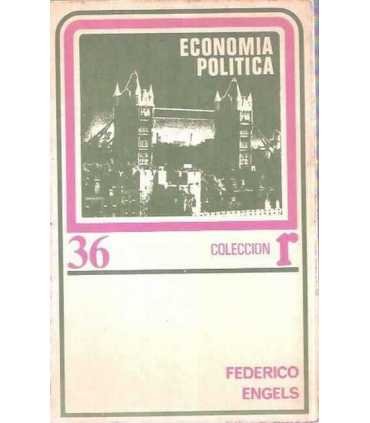 ECONOMIA
POLITICA
36 COLECCION r
FEDERICO
ENGELS